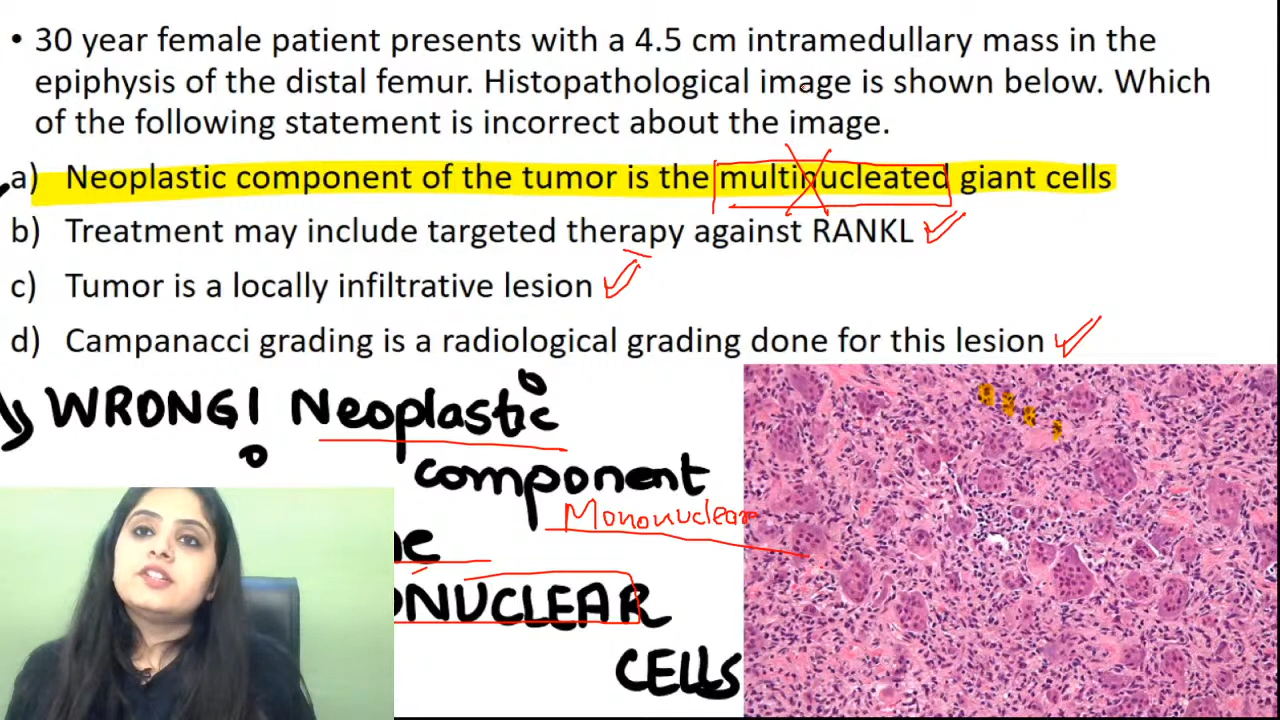 • 30 year female patient presents with a 4.5 cm intramedullary mass in the
epiphysis of the distal femur. Histopathological image is shown below. Which
of the following statement is incorrect about the image.
a) Neoplastic component of the tumor is the multinucleated giant cells
b) Treatment may include targeted therapy against RANKL
c) Tumor is a locally infiltrative lesion
d) Campanacci grading is a radiological grading done for this lesion
WRONG! Neoplastic
component
Mononuclear
ONUCLEAR
CELLS